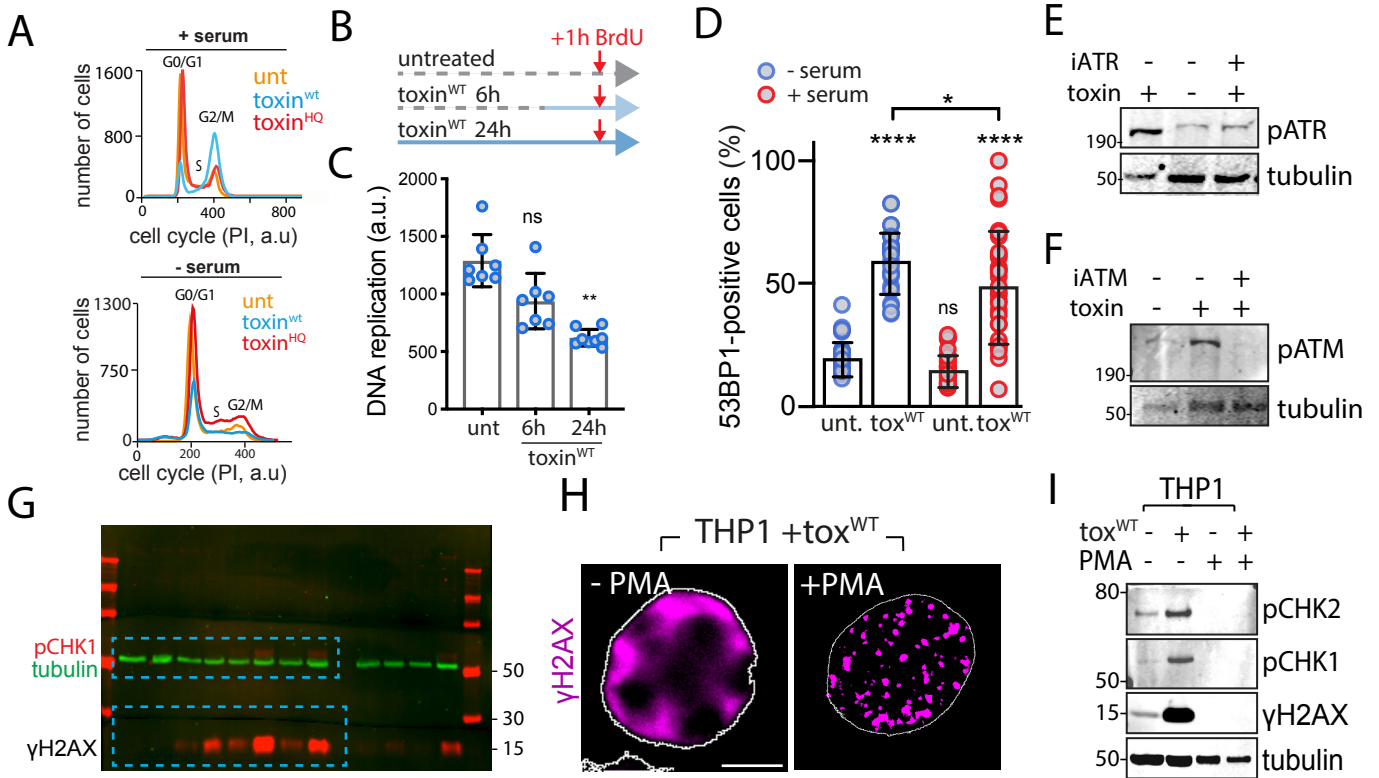 A
+ serum
1600
800
0
G0/G1
S
G2/M
unt
toxinwt
toxinHQ
number of cells
0 400 800
cell cycle (PI, a.u)
- serum
1300
750
0
G0/G1
S
G2/M
unt
toxinwt
toxinHQ
number of cells
0 200 400
cell cycle (PI, a.u)
B
+1h BrdU
untreated
toxinWT 6h
toxinWT 24h
C
DNA replication (a.u.)
2000
1500
1000
500
0
ns
**
unt 6h 24h
toxinWT
D
- serum
+ serum
*
**** ****
ns
53BP1-positive cells (%)
100
50
0
unt. toxWT unt. toxWT
E
iATR - - +
toxin + - +
190
pATR
50
tubulin
F
iATM - - +
toxin - + +
pATM
190
50
tubulin
G
pCHK1
tubulin
γH2AX
- 50
- 30
- 15
H
THP1 +toxWT
- PMA
+PMA
γH2AX
I
THP1
toxWT - + - +
PMA - - + +
80
pCHK2
pCHK1
50
15
γH2AX
50
tubulin